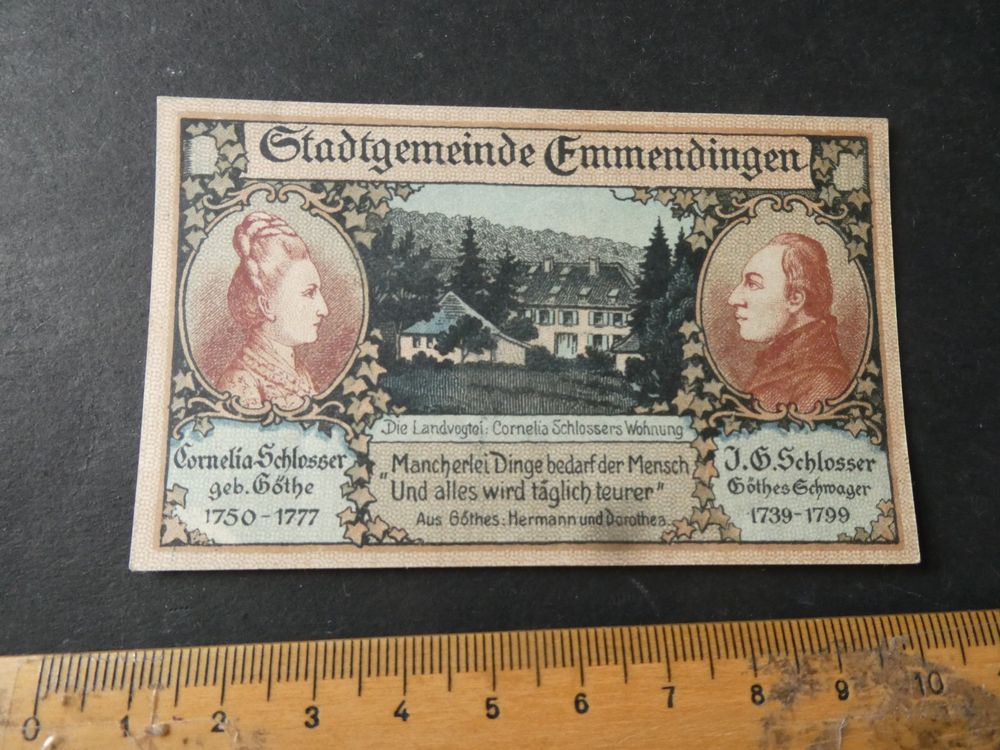 Stadtgemeinde Emmendingen
Die Landvogtei: Cornelia Schlossers Wohnung
Cornelia-Schlosser
geb. Göthe
1750-1777
„Mancherlei Dinge bedarf der Mensch
Und alles wird täglich teurer"
Aus Göthes: Hermann und Dorothea.
J. G. Schlosser
Göthes Schwager
1739-1799
0 1 2 3 4 5 6 7 8 9 10